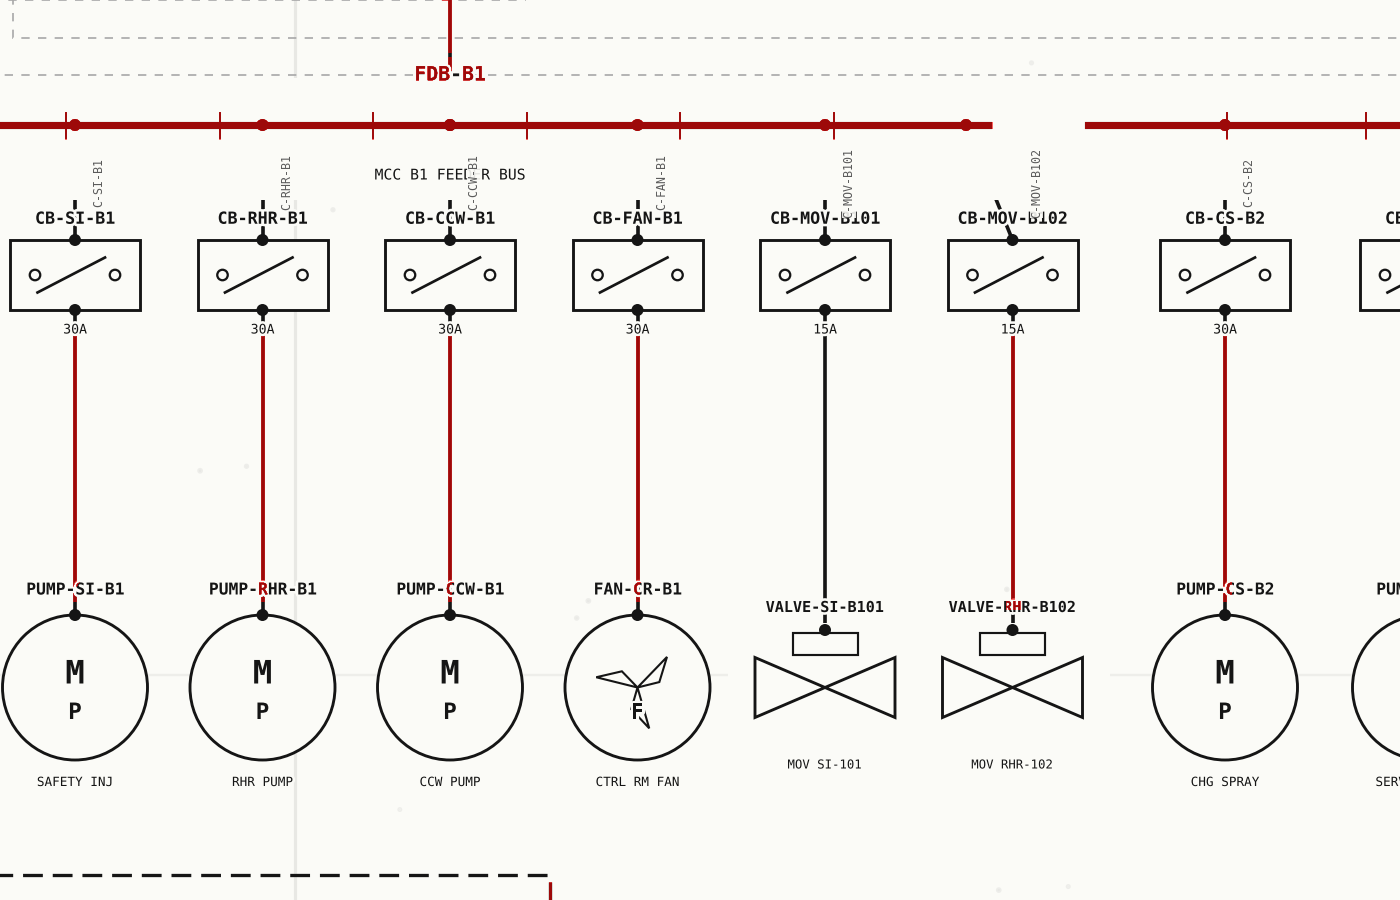 FDB-B1
C-SI-B1
C-RHR-B1
MCC B1 FEEDER BUS
C-CCW-B1
C-FAN-B1
C-MOV-B101
C-MOV-B102
C-CS-B2
CB-SI-B1
CB-RHR-B1
CB-CCW-B1
CB-FAN-B1
CB-MOV-B101
CB-MOV-B102
CB-CS-B2
30A
30A
30A
30A
15A
15A
30A
PUMP-SI-B1
PUMP-RHR-B1
PUMP-CCW-B1
FAN-CR-B1
VALVE-SI-B101
VALVE-RHR-B102
PUMP-CS-B2
M
P
M
P
M
P
F
M
P
SAFETY INJ
RHR PUMP
CCW PUMP
CTRL RM FAN
MOV SI-101
MOV RHR-102
CHG SPRAY